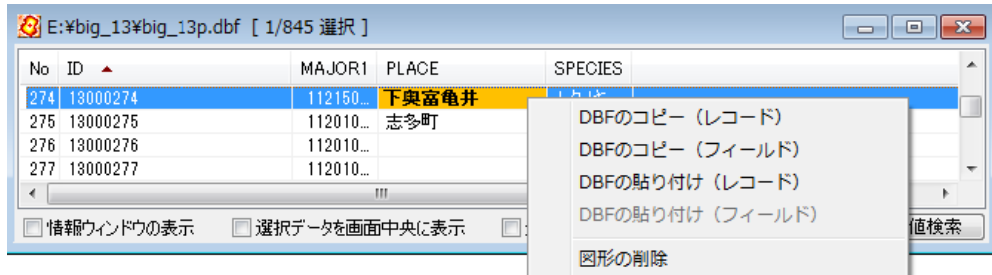 E:¥big_13¥big_13p.dbf [ 1/845 選択 ]
No ID MAJOR1 PLACE SPECIES
274 13000274 112150... 下奥富亀井
275 13000275 112010... 志多町
276 13000276 112010...
277 13000277 112010...
情報ウィンドウの表示 選択データを画面中央に表示 値検索
DBFのコピー（レコード）
DBFのコピー（フィールド）
DBFの貼り付け（レコード）
DBFの貼り付け（フィールド）
図形の削除